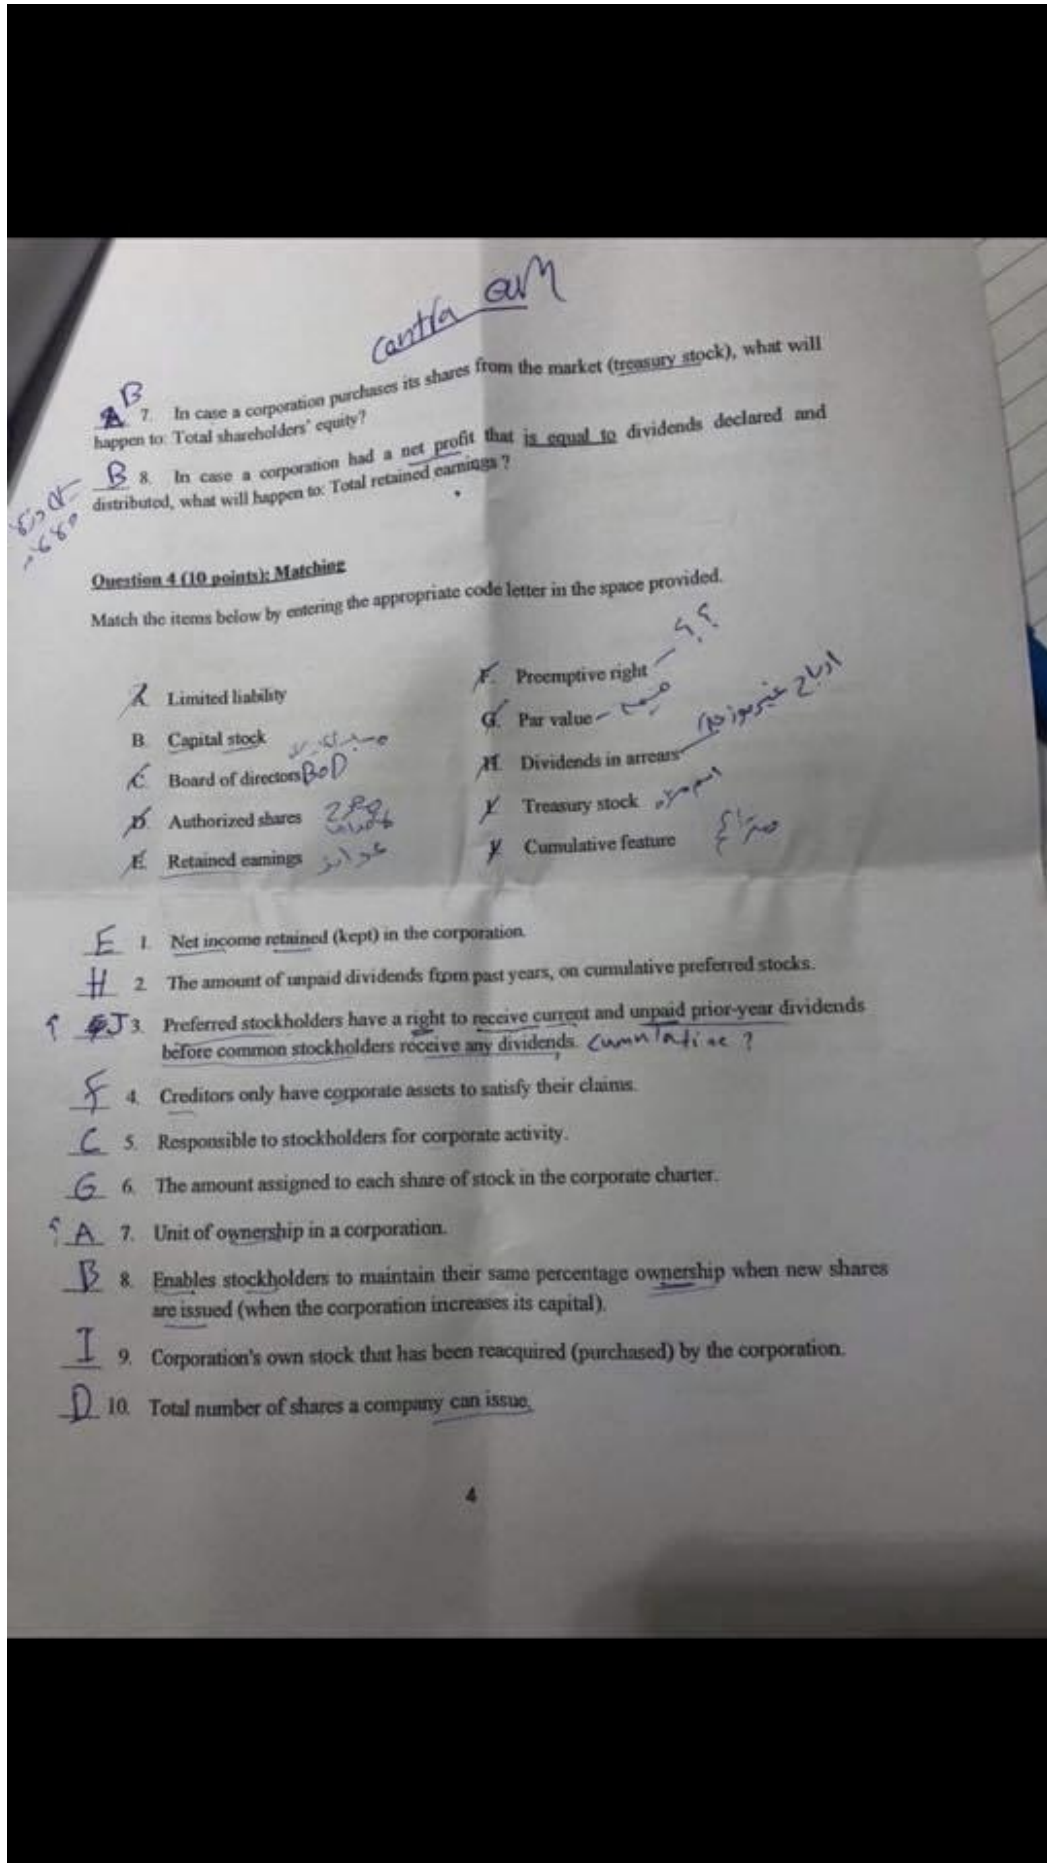 contra
B
A 7. In case a corporation purchases its shares from the market (treasury stock), what will
happen to: Total shareholders' equity?
B 8. In case a corporation had a net profit that is equal to dividends declared and
distributed, what will happen to: Total retained earnings ?
Question 4 (10 points): Matching
Match the items below by entering the appropriate code letter in the space provided.
A. Limited liability
B. Capital stock
C. Board of directors BoD
D. Authorized shares
E. Retained earnings عوائد
F. Preemptive right – ؟ ؟
G. Par value – قيمة
H. Dividends in arrears ارباح غير موزعة
I. Treasury stock
J. Cumulative feature
E 1. Net income retained (kept) in the corporation.
H 2. The amount of unpaid dividends from past years, on cumulative preferred stocks.
؟ J 3. Preferred stockholders have a right to receive current and unpaid prior-year dividends
before common stockholders receive any dividends. Cumulative ?
F 4. Creditors only have corporate assets to satisfy their claims.
C 5. Responsible to stockholders for corporate activity.
G 6. The amount assigned to each share of stock in the corporate charter.
؟ A 7. Unit of ownership in a corporation.
B 8. Enables stockholders to maintain their same percentage ownership when new shares
are issued (when the corporation increases its capital).
I 9. Corporation's own stock that has been reacquired (purchased) by the corporation.
D 10. Total number of shares a company can issue.
4